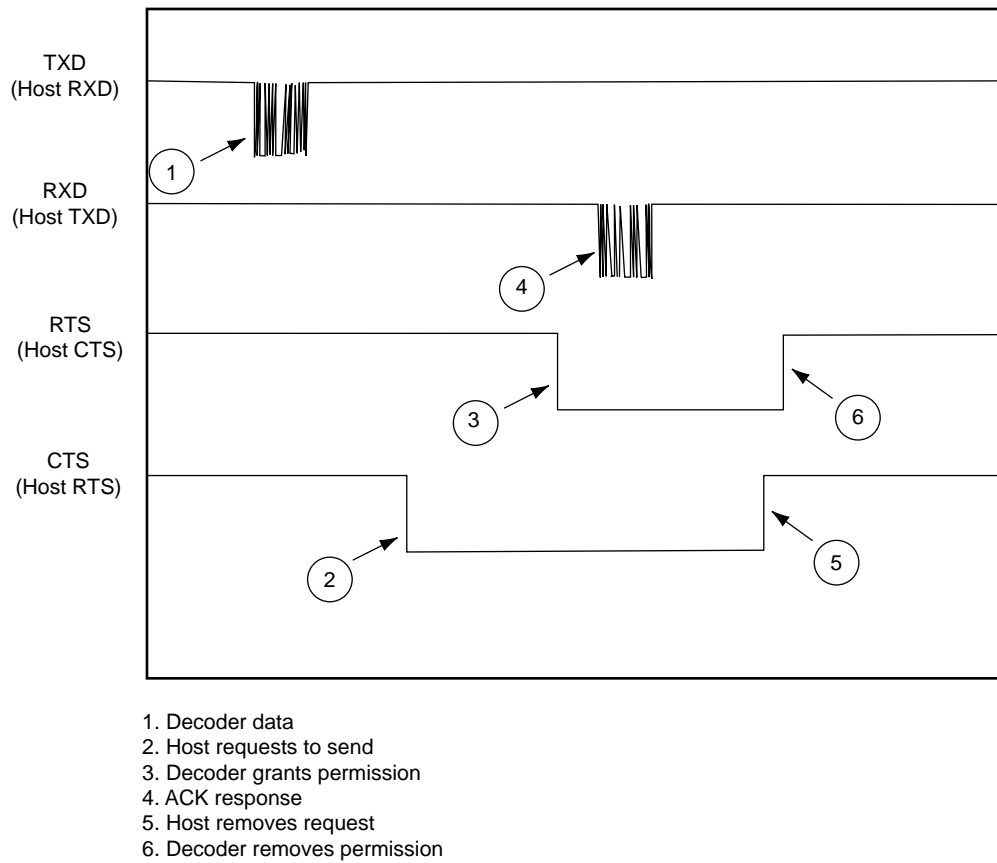 TXD
(Host RXD)
1
RXD
(Host TXD)
4
RTS
(Host CTS)
3
6
CTS
(Host RTS)
2
5
1. Decoder data
2. Host requests to send
3. Decoder grants permission
4. ACK response
5. Host removes request
6. Decoder removes permission